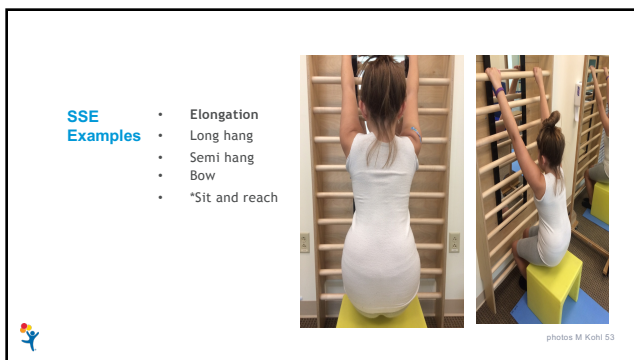 SSE
Examples
• Elongation
• Long hang
• Semi hang
• Bow
• *Sit and reach
photos M Kohl 53